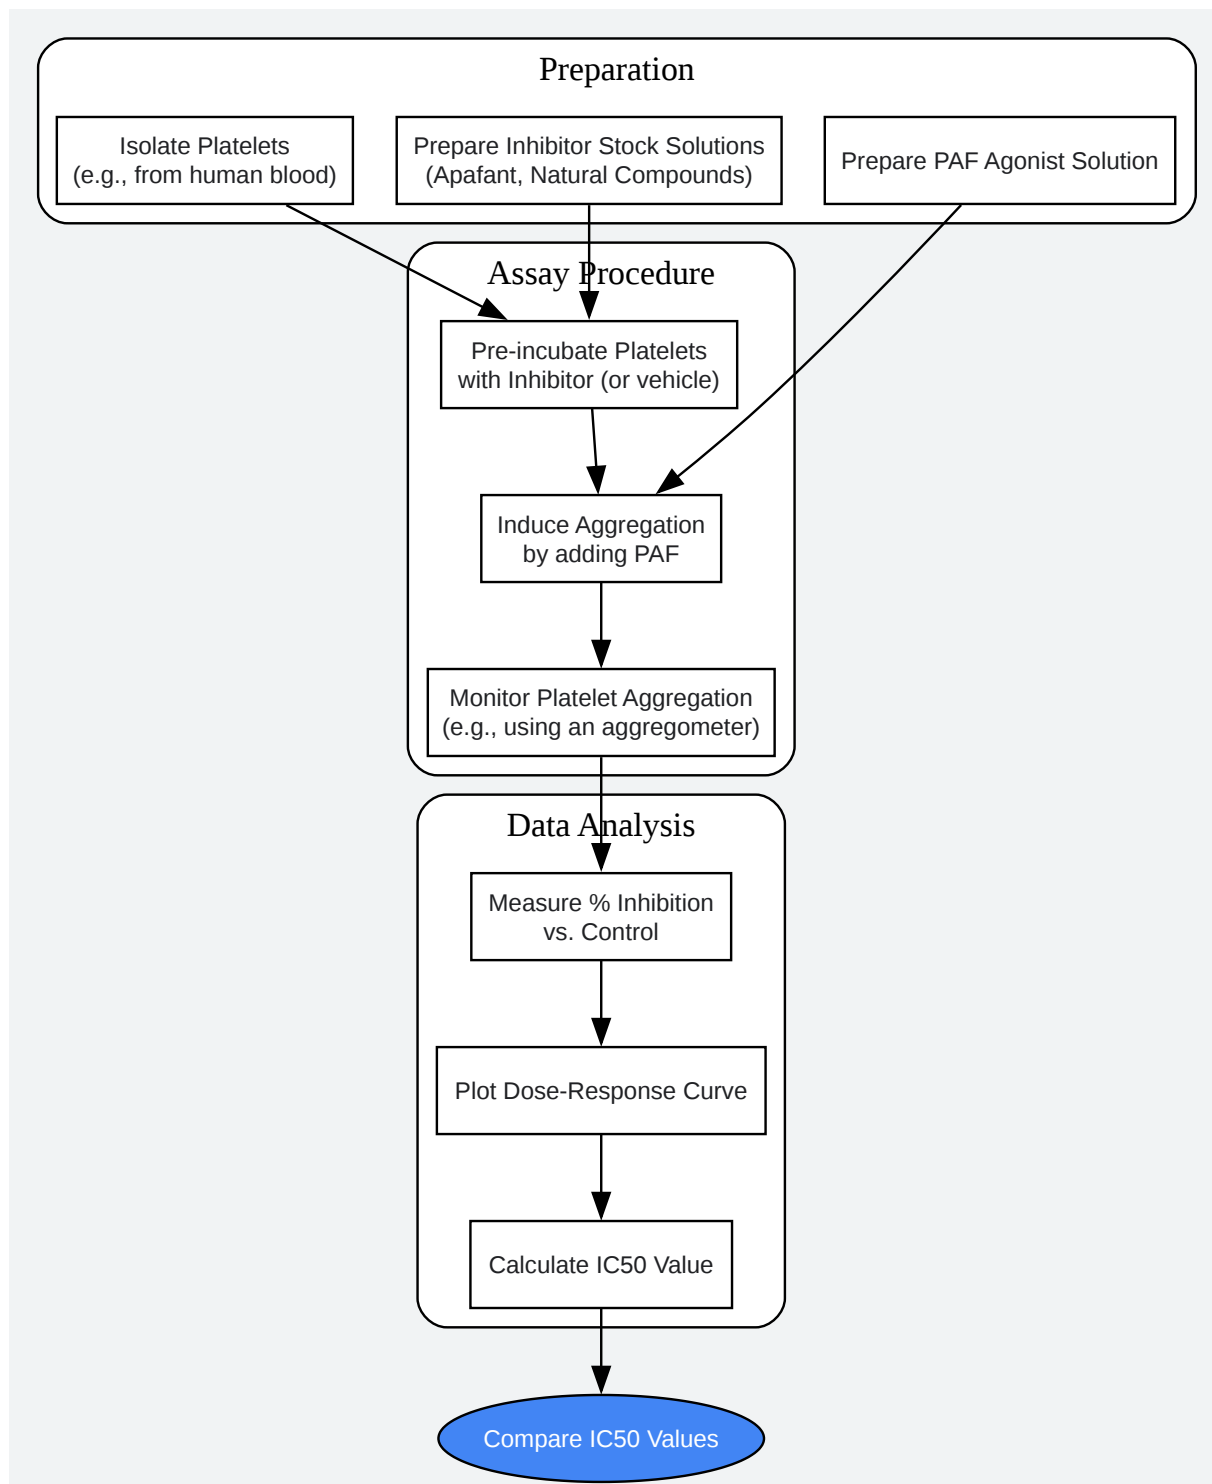 Preparation
Isolate Platelets
(e.g., from human blood)
Prepare Inhibitor Stock Solutions
(Apafant, Natural Compounds)
Prepare PAF Agonist Solution
Assay Procedure
Pre-incubate Platelets
with Inhibitor (or vehicle)
Induce Aggregation
by adding PAF
Monitor Platelet Aggregation
(e.g., using an aggregometer)
Data Analysis
Measure % Inhibition
vs. Control
Plot Dose-Response Curve
Calculate IC50 Value
Compare IC50 Values